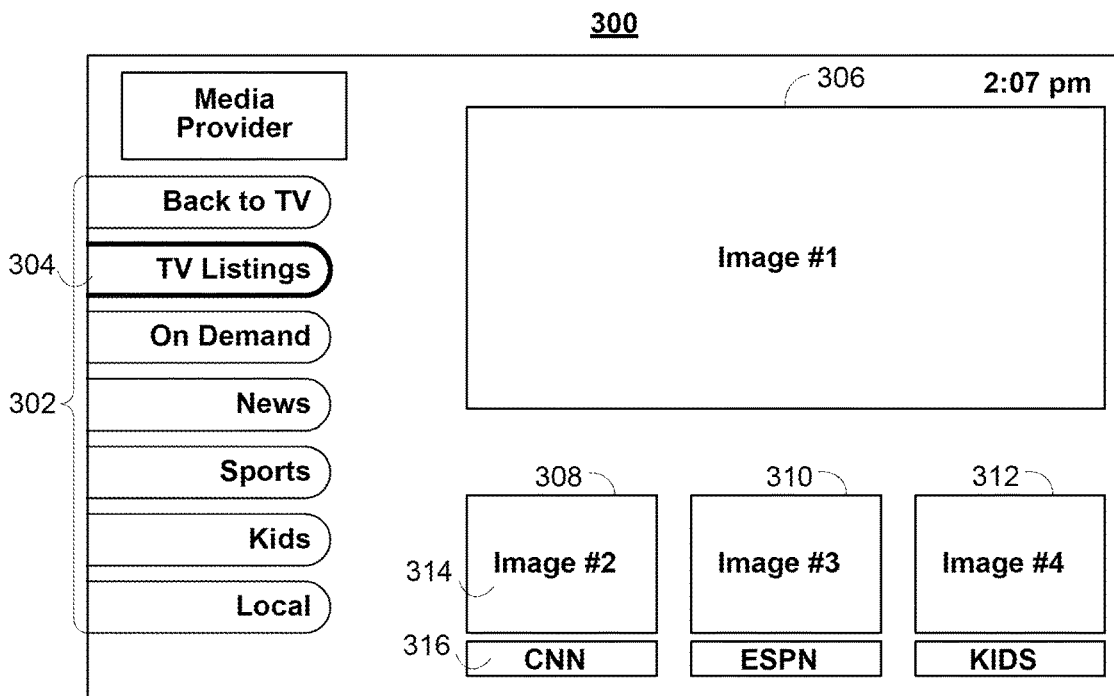 300
306
2:07 pm
Media
Provider
Image #1
Back to TV
304
TV Listings
On Demand
302
News
Sports
Kids
Local
308
310
312
314
Image #2
Image #3
Image #4
316
CNN
ESPN
KIDS